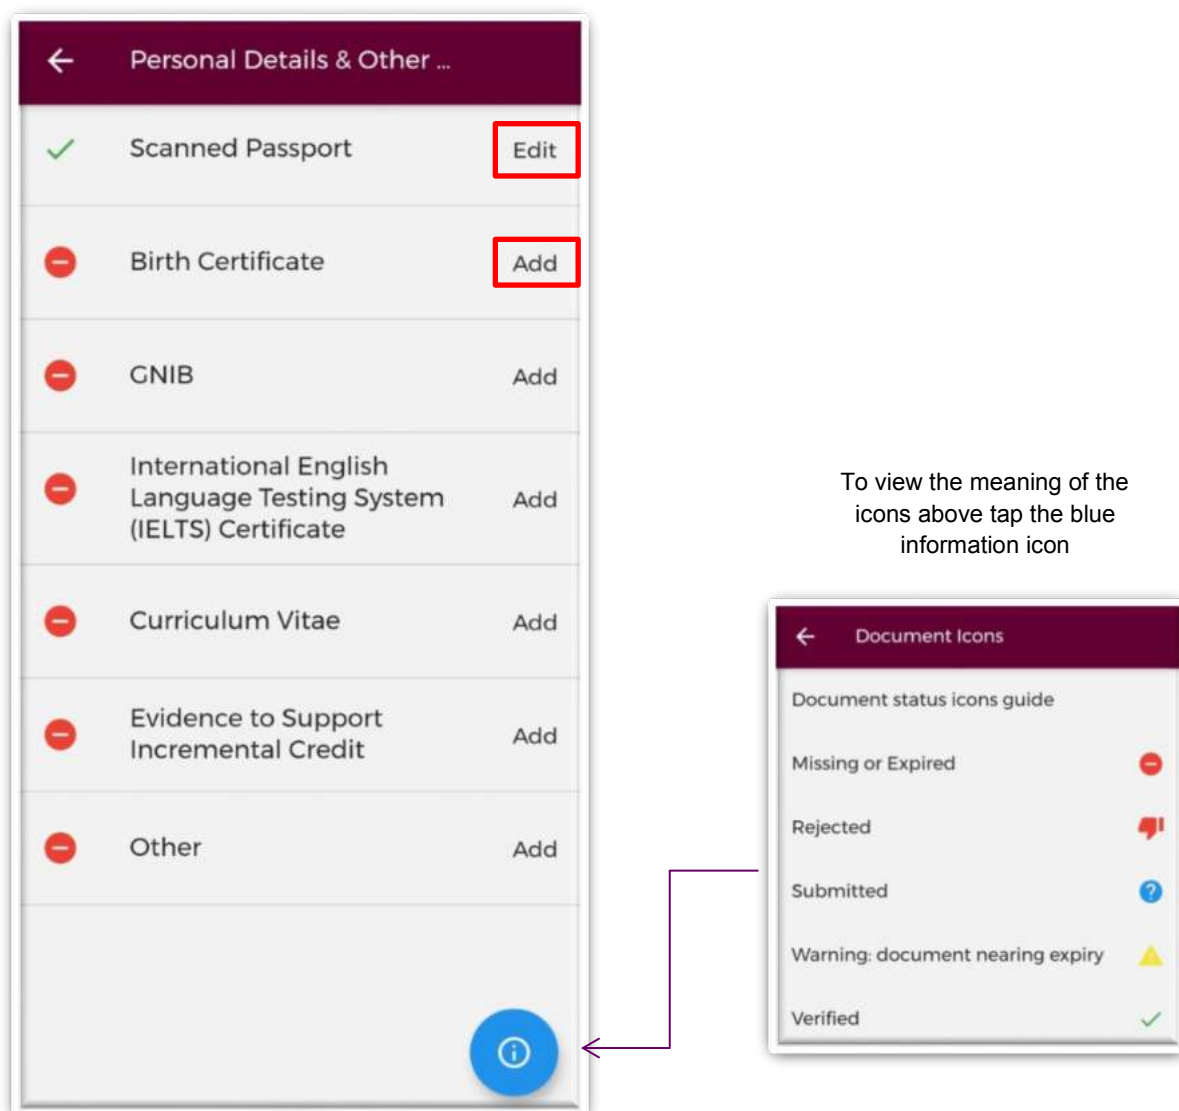 Personal Details & Other ...
Scanned Passport
Edit
Birth Certificate
Add
GNIB
Add
International English
Language Testing System
(IELTS) Certificate
Add
Curriculum Vitae
Add
Evidence to Support
Incremental Credit
Add
Other
Add
To view the meaning of the
icons above tap the blue
information icon
Document Icons
Document status icons guide
Missing or Expired
Rejected
Submitted
Warning: document nearing expiry
Verified